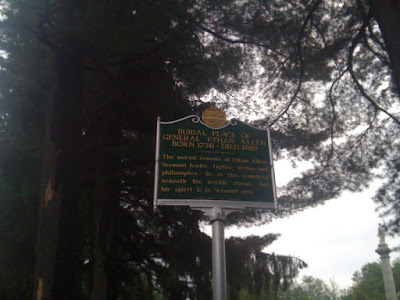 BURIAL PLACE OF
GENERAL ETHAN ALLEN
BORN 1738 - DIED 1789
The mortal remains of Ethan Allen,
Vermont leader, fighter, writer and
philosopher, lie in this cemetery
beneath the marble statue, but
his spirit is in Vermont now.